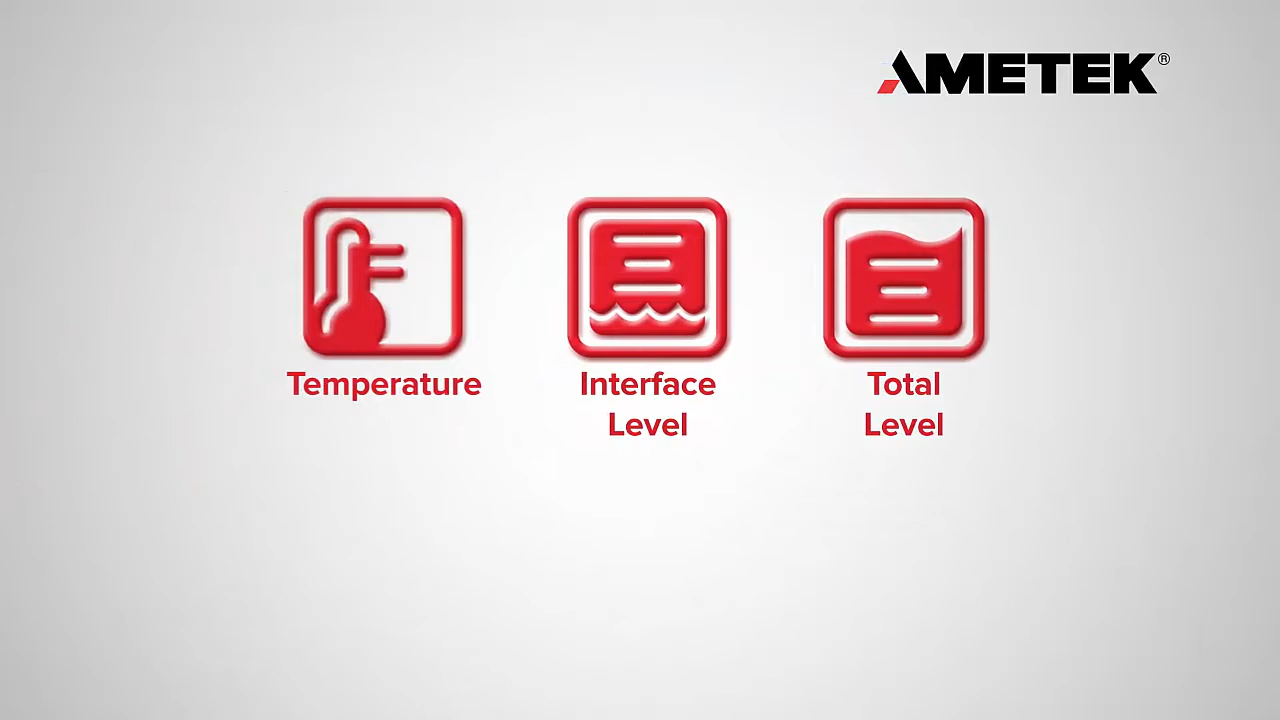 AMETEK®
Temperature
Interface
Level
Total
Level